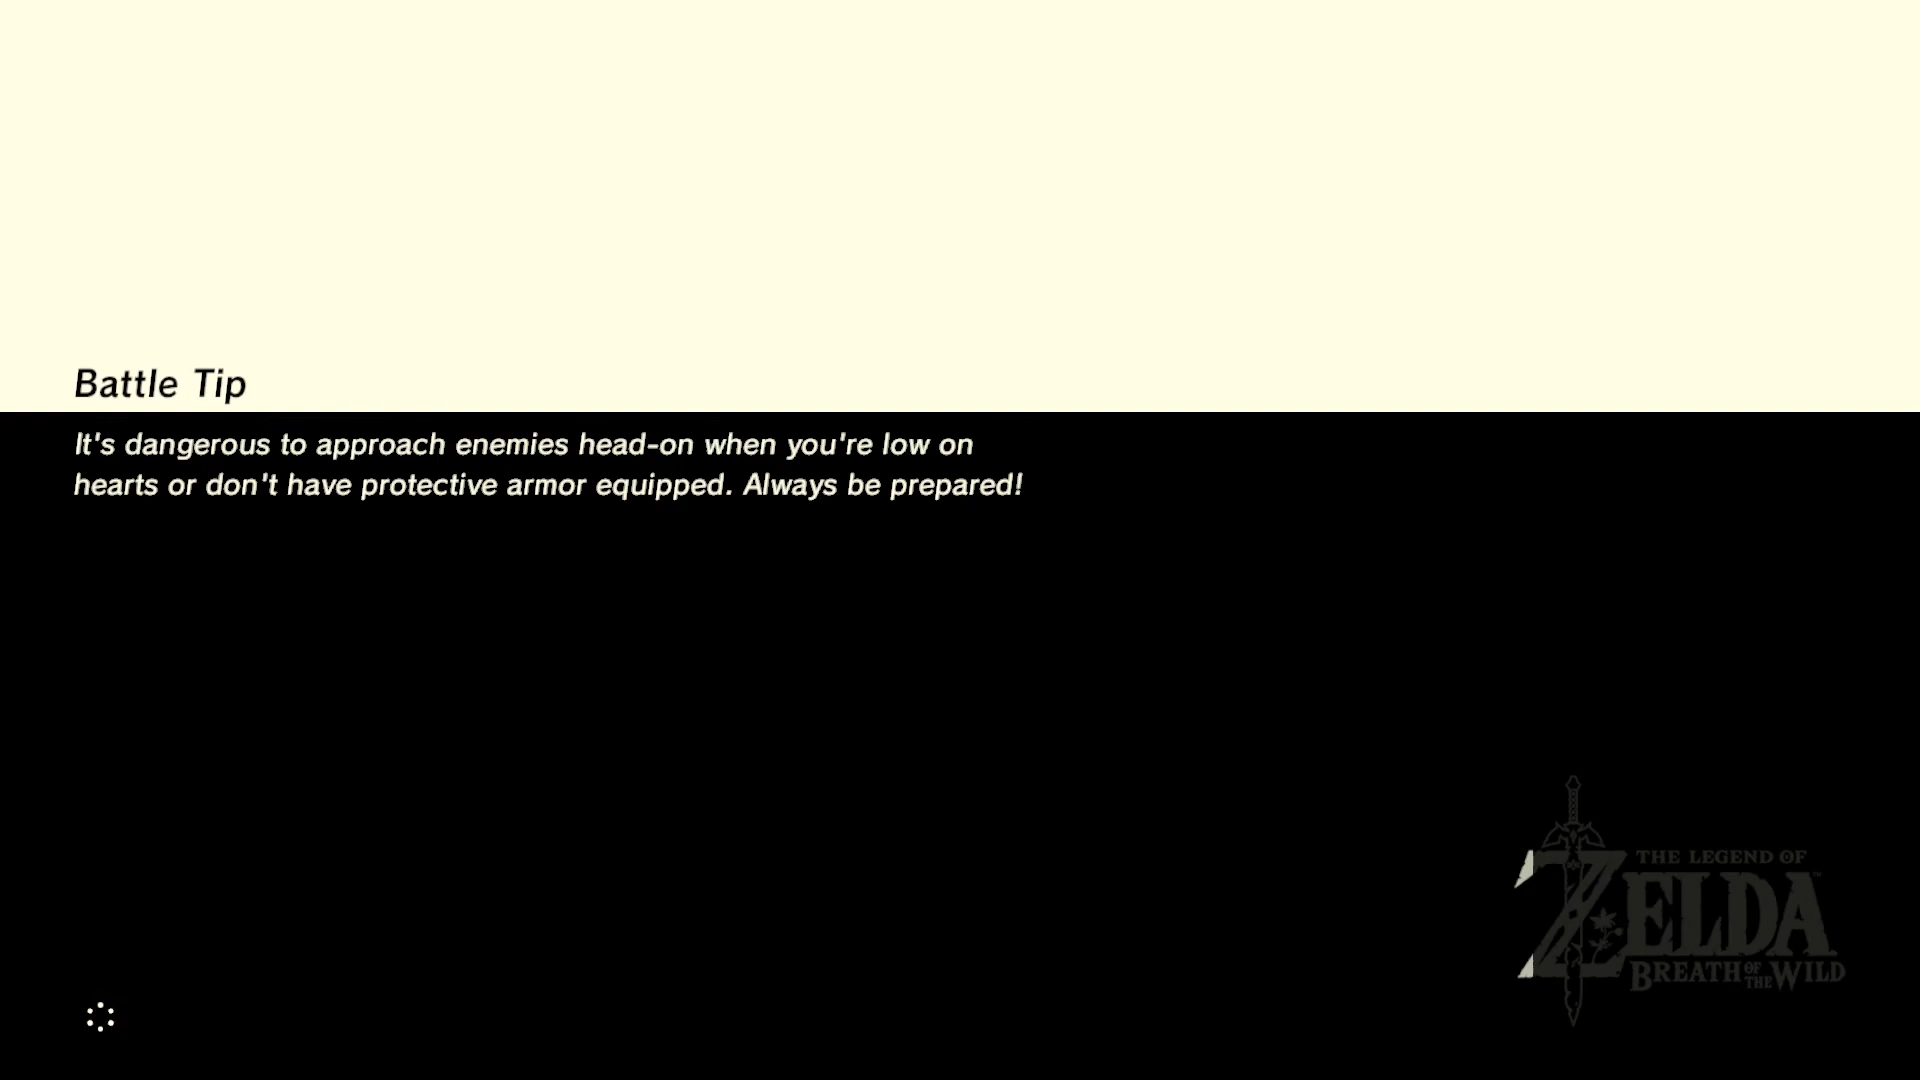 Battle Tip
It's dangerous to approach enemies head-on when you're low on
hearts or don't have protective armor equipped. Always be prepared!
THE LEGEND OF
ZELDA
BREATH OF THE WILD